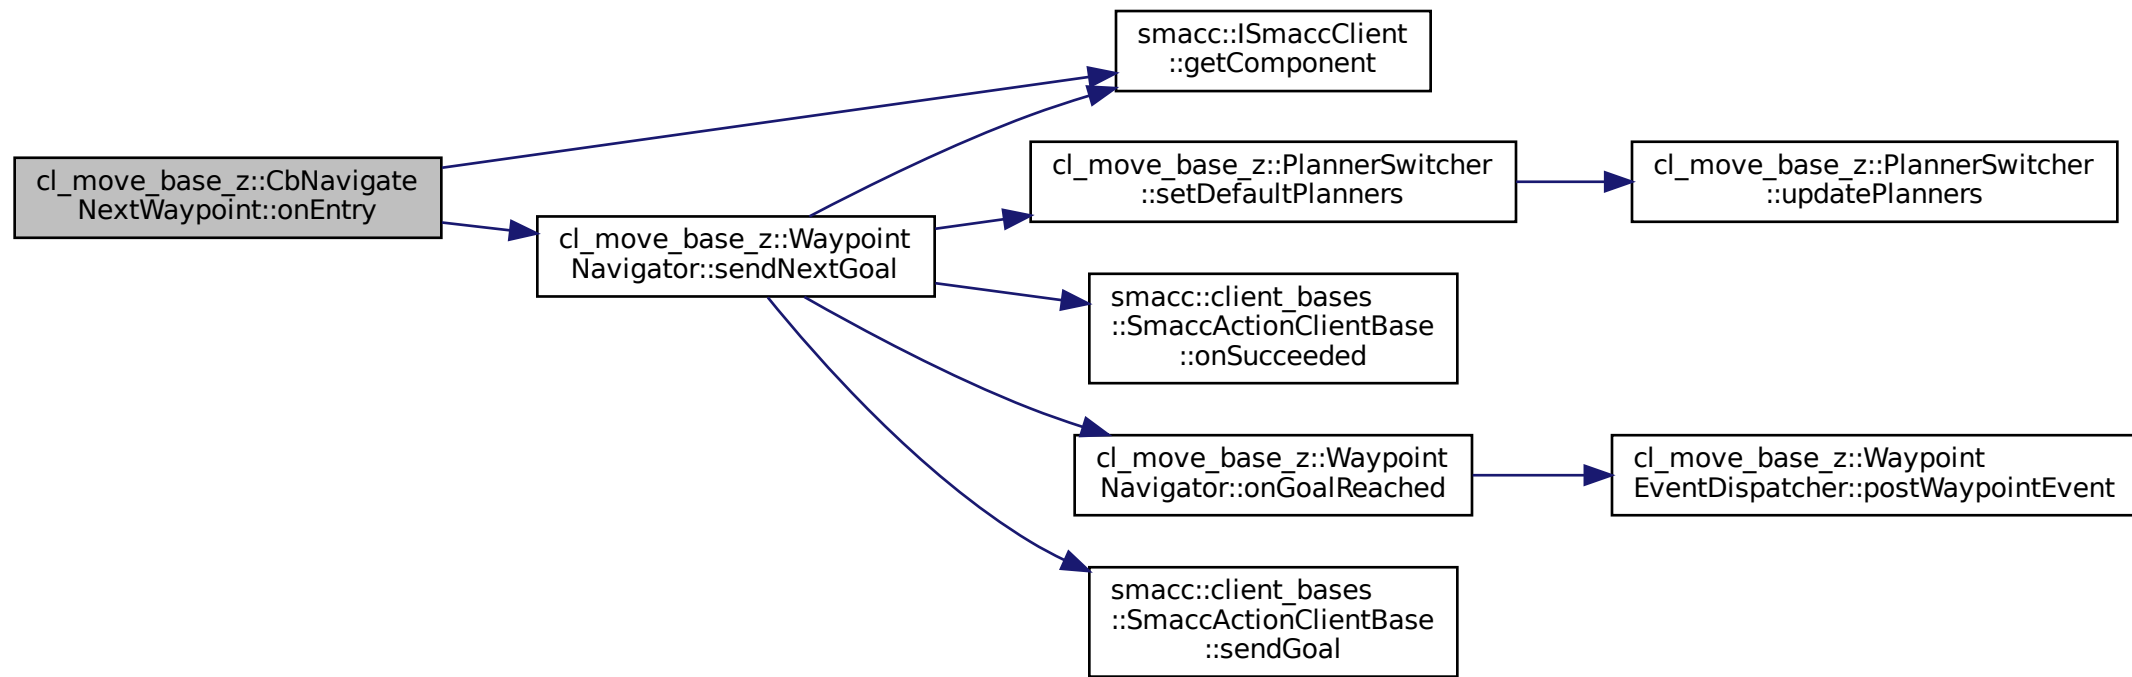 cl_move_base_z::CbNavigate
NextWaypoint::onEntry
smacc::ISmaccClient
::getComponent
cl_move_base_z::Waypoint
Navigator::sendNextGoal
cl_move_base_z::PlannerSwitcher
::setDefaultPlanners
cl_move_base_z::PlannerSwitcher
::updatePlanners
smacc::client_bases
::SmaccActionClientBase
::onSucceeded
cl_move_base_z::Waypoint
Navigator::onGoalReached
cl_move_base_z::Waypoint
EventDispatcher::postWaypointEvent
smacc::client_bases
::SmaccActionClientBase
::sendGoal